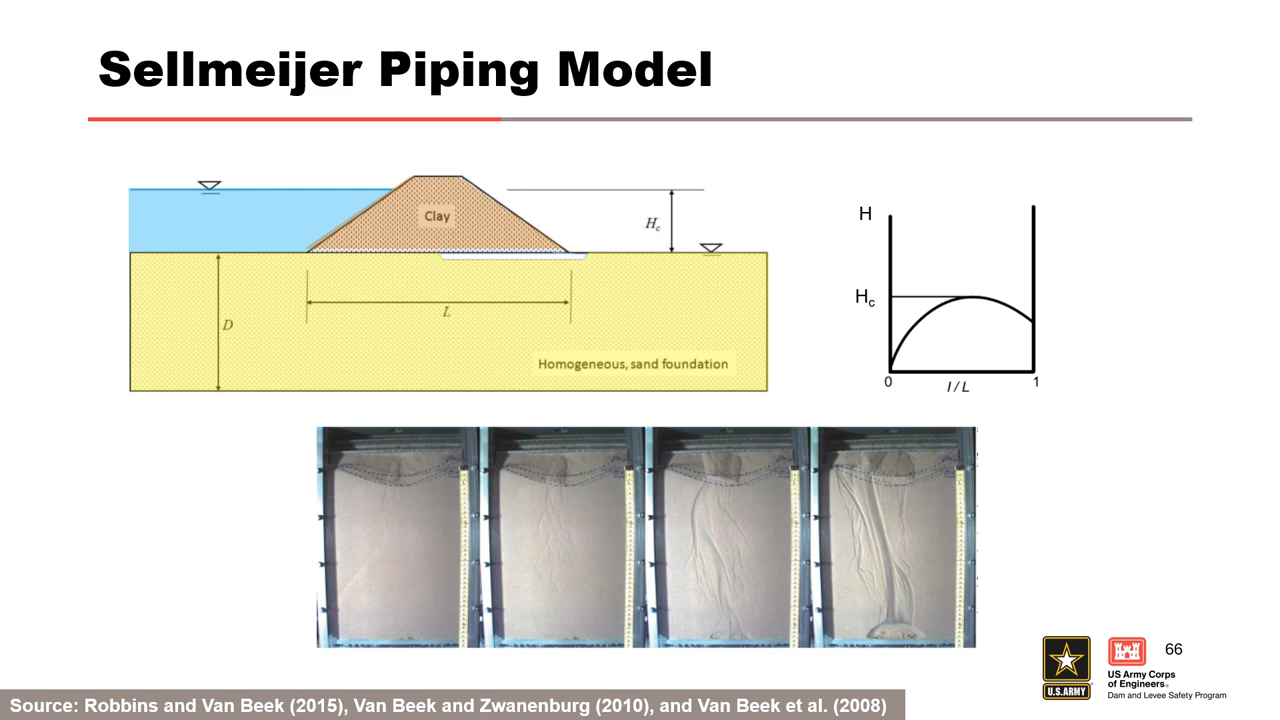 Sellmeijer Piping Model
Clay
Hc
H
Hc
D
L
Homogeneous, sand foundation
0
l / L
1
66
U.S.ARMY
US Army Corps
of Engineers®
Dam and Levee Safety Program
Source: Robbins and Van Beek (2015), Van Beek and Zwanenburg (2010), and Van Beek et al. (2008)